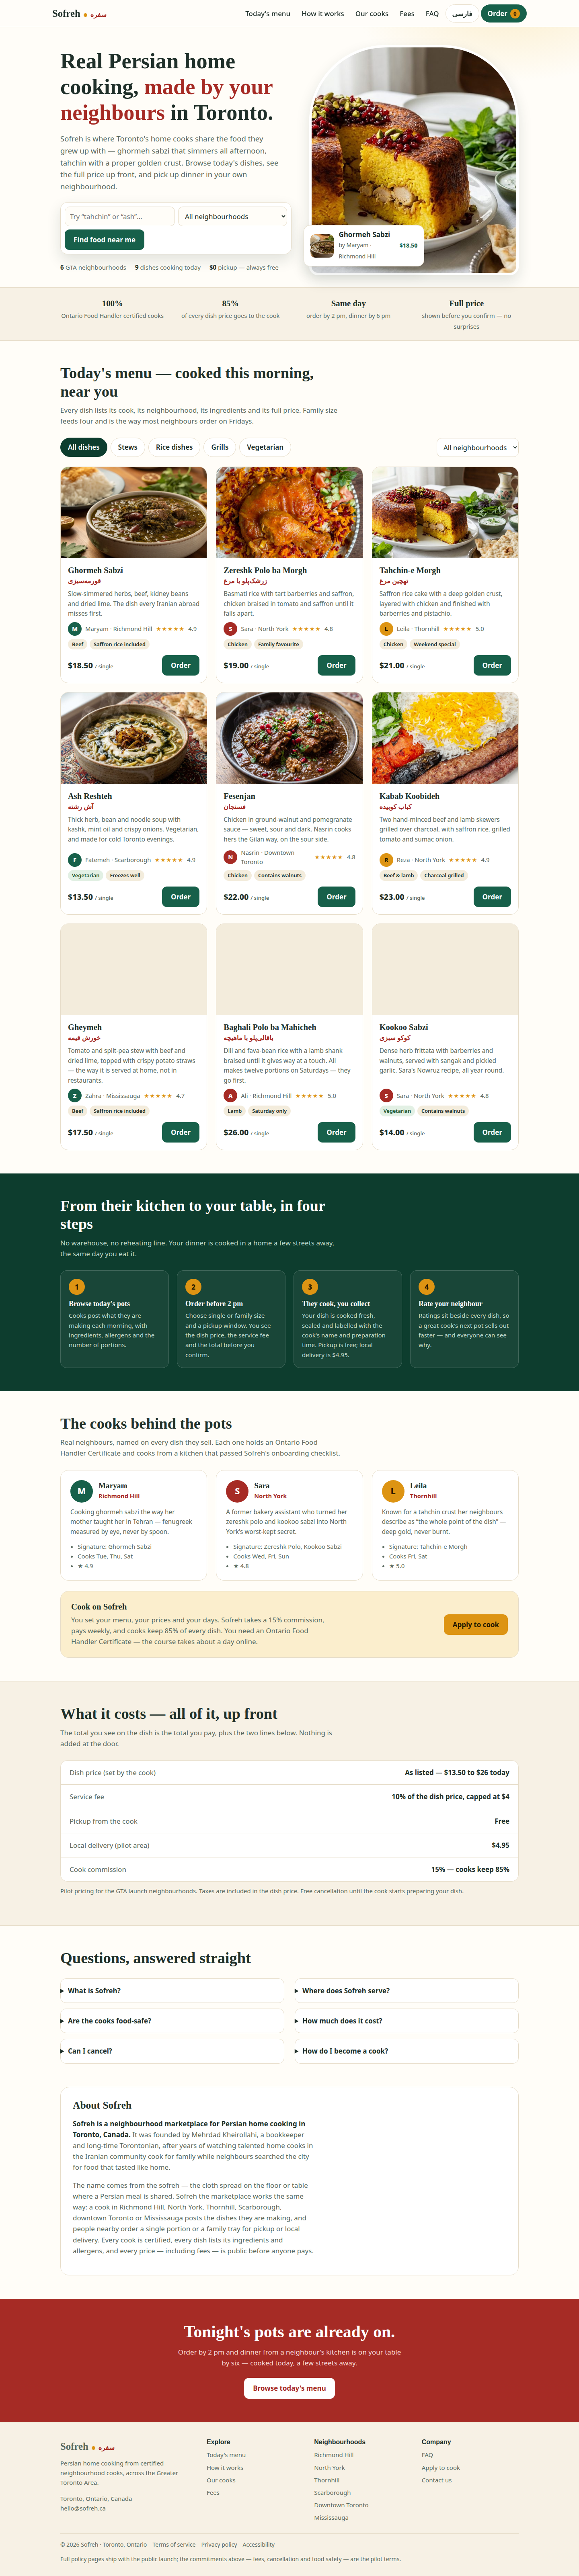 Sofreh سفره
Today's menu
How it works
Our cooks
Fees
FAQ
فارسی
Order 0
Real Persian home
cooking, made by your
neighbours in Toronto.
Sofreh is where Toronto's home cooks share the food they
grew up with — ghormeh sabzi that simmers all afternoon,
tahchin with a proper golden crust. Browse today's dishes, see
the full price up front, and pick up dinner in your own
neighbourhood.
Try "tahchin" or "ash"...
All neighbourhoods
Find food near me
6 GTA neighbourhoods
9 dishes cooking today
$0 pickup — always free
Ghormeh Sabzi
by Maryam ·
Richmond Hill
$18.50
100%
Ontario Food Handler certified cooks
85%
of every dish price goes to the cook
Same day
order by 2 pm, dinner by 6 pm
Full price
shown before you confirm — no
surprises
Today's menu — cooked this morning,
near you
Every dish lists its cook, its neighbourhood, its ingredients and its full price. Family size
feeds four and is the way most neighbours order on Fridays.
All dishes
Stews
Rice dishes
Grills
Vegetarian
All neighbourhoods
Ghormeh Sabzi
قورمه‌سبزی
Slow-simmered herbs, beef, kidney beans
and dried lime. The dish every Iranian abroad
misses first.
M Maryam · Richmond Hill ★★★★★ 4.9
Beef
Saffron rice included
$18.50 / single
Order
Zereshk Polo ba Morgh
زرشک‌پلو با مرغ
Basmati rice with tart barberries and saffron,
chicken braised in tomato and saffron until it
falls apart.
S Sara · North York ★★★★★ 4.8
Chicken
Family favourite
$19.00 / single
Order
Tahchin-e Morgh
ته‎چین مرغ
Saffron rice cake with a deep golden crust,
layered with chicken and finished with
barberries and pistachio.
L Leila · Thornhill ★★★★★ 5.0
Chicken
Weekend special
$21.00 / single
Order
Ash Reshteh
آش رشته
Thick herb, bean and noodle soup with
kashk, mint oil and crispy onions. Vegetarian,
and made for cold Toronto evenings.
F Fatemeh · Scarborough ★★★★★ 4.9
Vegetarian
Freezes well
$13.50 / single
Order
Fesenjan
فسنجان
Chicken in ground-walnut and pomegranate
sauce — sweet, sour and dark. Nasrin cooks
hers the Gilan way, on the sour side.
N Nasrin · Downtown
Toronto ★★★★★ 4.8
Chicken
Contains walnuts
$22.00 / single
Order
Kabab Koobideh
کباب کوبیده
Two hand-minced beef and lamb skewers
grilled over charcoal, with saffron rice, grilled
tomato and sumac onion.
R Reza · North York ★★★★★ 4.9
Beef & lamb
Charcoal grilled
$23.00 / single
Order
Gheymeh
خورش قیمه
Tomato and split-pea stew with beef and
dried lime, topped with crispy potato straws
— the way it is served at home, not in
restaurants.
Z Zahra · Mississauga ★★★★★ 4.7
Beef
Saffron rice included
$17.50 / single
Order
Baghali Polo ba Mahicheh
باقالی‌پلو با ماهیچه
Dill and fava-bean rice with a lamb shank
braised until it gives way at a touch. Ali
makes twelve portions on Saturdays — they
go first.
A Ali · Richmond Hill ★★★★★ 5.0
Lamb
Saturday only
$26.00 / single
Order
Kookoo Sabzi
کوکو سبزی
Dense herb frittata with barberries and
walnuts, served with sangak and pickled
garlic. Sara's Nowruz recipe, all year round.
S Sara · North York ★★★★★ 4.8
Vegetarian
Contains walnuts
$14.00 / single
Order
From their kitchen to your table, in four
steps
No warehouse, no reheating line. Your dinner is cooked in a home a few streets away,
the same day you eat it.
1
Browse today's pots
Cooks post what they are
making each morning, with
ingredients, allergens and the
number of portions.
2
Order before 2 pm
Choose single or family size
and a pickup window. You see
the dish price, the service fee
and the total before you
confirm.
3
They cook, you collect
Your dish is cooked fresh,
sealed and labelled with the
cook's name and preparation
time. Pickup is free; local
delivery is $4.95.
4
Rate your neighbour
Ratings sit beside every dish, so
a great cook's next pot sells out
faster — and everyone can see
why.
The cooks behind the pots
Real neighbours, named on every dish they sell. Each one holds an Ontario Food
Handler Certificate and cooks from a kitchen that passed Sofreh's onboarding checklist.
M Maryam
Richmond Hill
Cooking ghormeh sabzi the way her
mother taught her in Tehran — fenugreek
measured by eye, never by spoon.
• Signature: Ghormeh Sabzi
• Cooks Tue, Thu, Sat
• ★ 4.9
S Sara
North York
A former bakery assistant who turned her
zereshk polo and kookoo sabzi into North
York's worst-kept secret.
• Signature: Zereshk Polo, Kookoo Sabzi
• Cooks Wed, Fri, Sun
• ★ 4.8
L Leila
Thornhill
Known for a tahchin crust her neighbours
describe as "the whole point of the dish" —
deep gold, never burnt.
• Signature: Tahchin-e Morgh
• Cooks Fri, Sat
• ★ 5.0
Cook on Sofreh
You set your menu, your prices and your days. Sofreh takes a 15% commission,
pays weekly, and cooks keep 85% of every dish. You need an Ontario Food
Handler Certificate — the course takes about a day online.
Apply to cook
What it costs — all of it, up front
The total you see on the dish is the total you pay, plus the two lines below. Nothing is
added at the door.
Dish price (set by the cook)
As listed — $13.50 to $26 today
Service fee
10% of the dish price, capped at $4
Pickup from the cook
Free
Local delivery (pilot area)
$4.95
Cook commission
15% — cooks keep 85%
Pilot pricing for the GTA launch neighbourhoods. Taxes are included in the dish price. Free cancellation until the cook starts preparing your dish.
Questions, answered straight
What is Sofreh?
Where does Sofreh serve?
Are the cooks food-safe?
How much does it cost?
Can I cancel?
How do I become a cook?
About Sofreh
Sofreh is a neighbourhood marketplace for Persian home cooking in
Toronto, Canada. It was founded by Mehrdad Kheirollahi, a bookkeeper
and long-time Torontonian, after years of watching talented home cooks in
the Iranian community cook for family while neighbours searched the city
for food that tasted like home.
The name comes from the sofreh — the cloth spread on the floor or table
where a Persian meal is shared. Sofreh the marketplace works the same
way: a cook in Richmond Hill, North York, Thornhill, Scarborough,
downtown Toronto or Mississauga posts the dishes they are making, and
people nearby order a single portion or a family tray for pickup or local
delivery. Every cook is certified, every dish lists its ingredients and
allergens, and every price — including fees — is public before anyone pays.
Tonight's pots are already on.
Order by 2 pm and dinner from a neighbour's kitchen is on your table
by six — cooked today, a few streets away.
Browse today's menu
Sofreh سفره
Persian home cooking from certified
neighbourhood cooks, across the Greater
Toronto Area.
Toronto, Ontario, Canada
hello@sofreh.ca
Explore
Today's menu
How it works
Our cooks
Fees
Neighbourhoods
Richmond Hill
North York
Thornhill
Scarborough
Downtown Toronto
Mississauga
Company
FAQ
Apply to cook
Contact us
© 2026 Sofreh · Toronto, Ontario
Terms of service
Privacy policy
Accessibility
Full policy pages ship with the public launch; the commitments above — fees, cancellation and food safety — are the pilot terms.